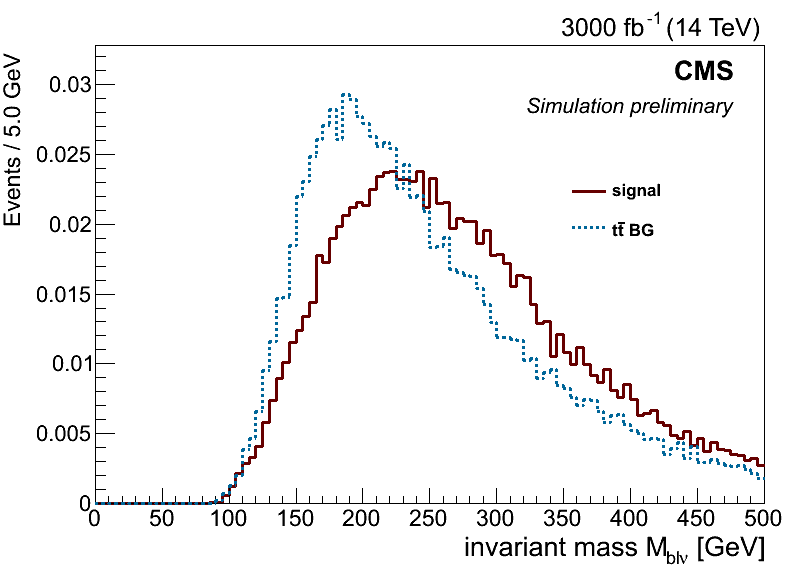 3000 fb⁻¹ (14 TeV)
CMS
Simulation preliminary
Events / 5.0 GeV
0.03
0.025
0.02
0.015
0.01
0.005
0
signal
tt̄ BG
0 50 100 150 200 250 300 350 400 450 500
invariant mass M_blν [GeV]